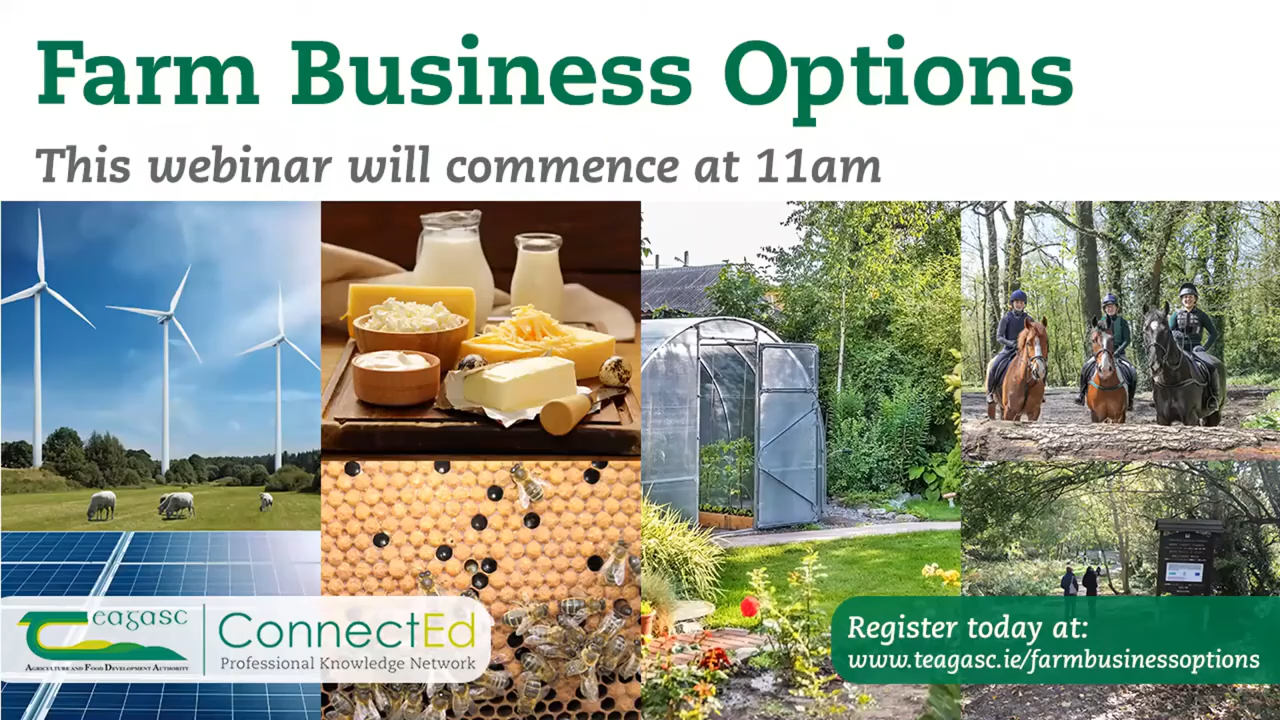 Farm Business Options
This webinar will commence at 11am
Teagasc
AGRICULTURE AND FOOD DEVELOPMENT AUTHORITY
ConnectEd
Professional Knowledge Network
Register today at:
www.teagasc.ie/farmbusinessoptions